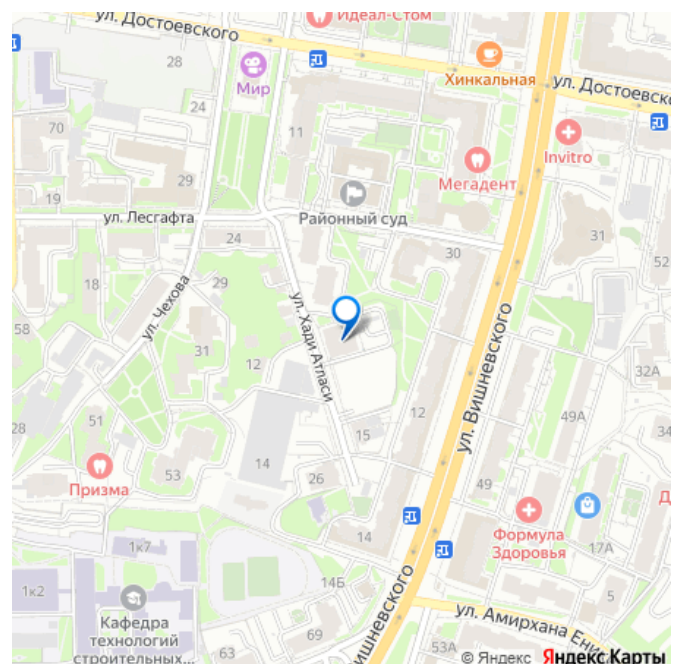 ул. Достоевского
Идеал-Стом
28
Мир
Хинкальная
ул. Достоевско
24
70
11
Invitro
Мегадент
29
19
Районный суд
ул. Лесгафта
24
30
31
52
18
29
ул. Чехова
ул. Хади Атласи
ул. Вишневского
58
31
12
32А
12
49А
51
28
15
34
Призма
53
14
26
49
Формула
Здоровья
14
17А
1к7
14Б
1к2
5
Кафедра
технологий
строительных...
63
69
Вишневского
ул. Амирхана Ени
53А
© Яндекс Яндекс Карты